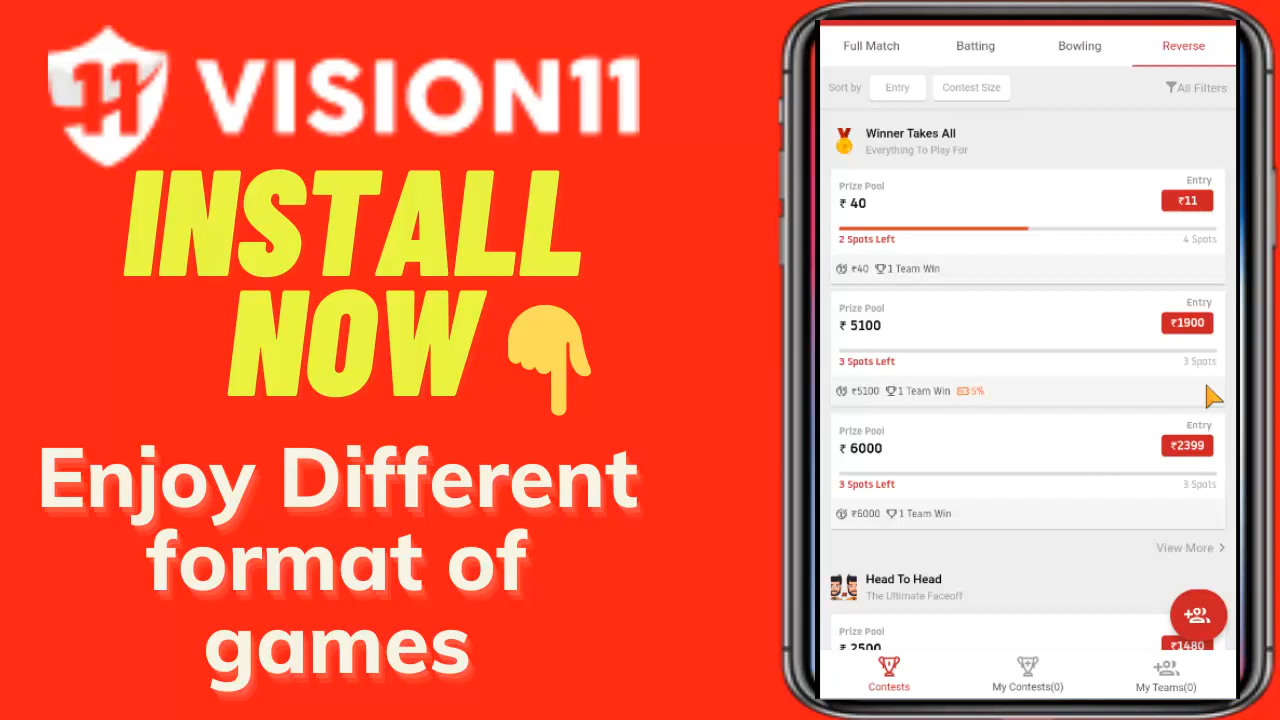 VISION11
INSTALL
NOW
Enjoy Different
format of
games
Full Match Batting Bowling Reverse
Sort by Entry Contest Size All Filters
Winner Takes All
Everything To Play For
Prize Pool Entry
₹ 40 ₹11
2 Spots Left 4 Spots
₹40 1 Team Win
Prize Pool Entry
₹ 5100 ₹1900
3 Spots Left 3 Spots
₹5100 1 Team Win 5%
Prize Pool Entry
₹ 6000 ₹2399
3 Spots Left 3 Spots
₹6000 1 Team Win
View More >
Head To Head
The Ultimate Faceoff
Prize Pool
₹ 2500 ₹1480
Contests My Contests(0) My Teams(0)